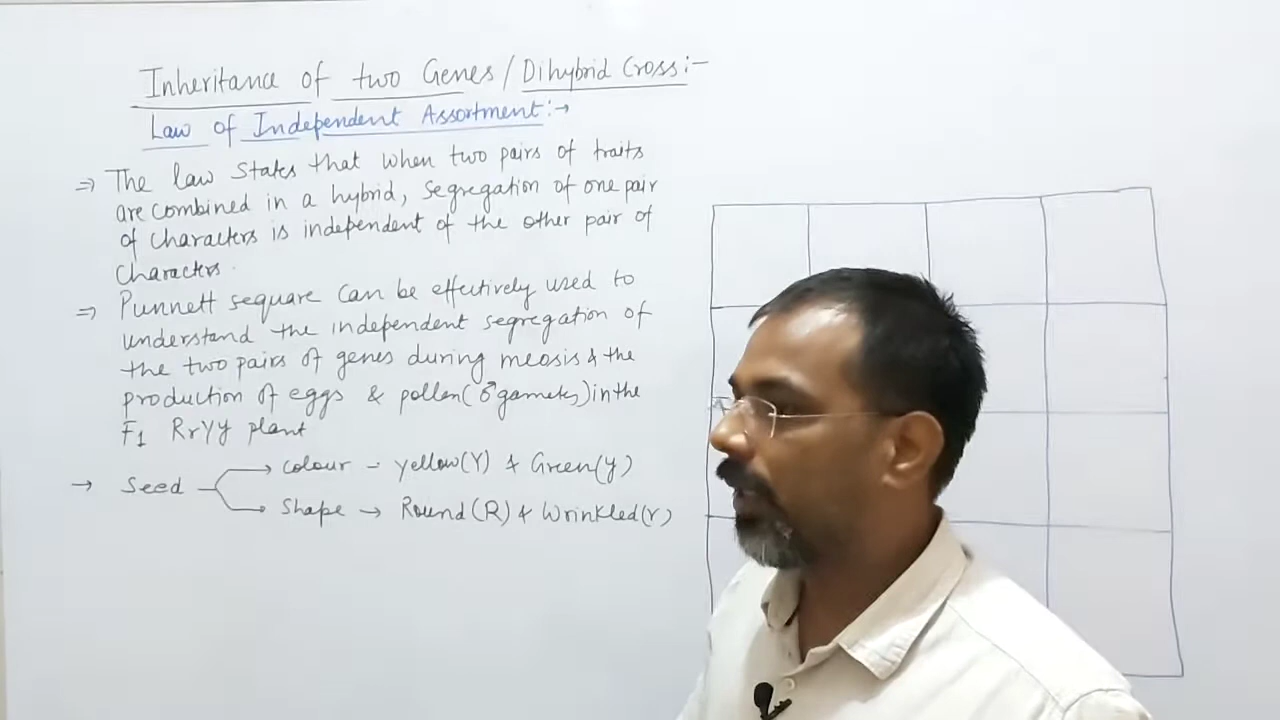 Inheritance of two Genes / Dihybrid Cross:-
Law of Independent Assortment:→
⇒ The law states that when two pairs of traits
are combined in a hybrid, segregation of one pair
of characters is independent of the other pair of
characters.
⇒ Punnett sequare can be effectively used to
understand the independent segregation of
the two pairs of genes during meosis & the
production of eggs & pollen(♂gametes) in the
F1 RrYy plant
→ Seed → Colour - yellow(Y) & Green(y)
→ Shape → Round(R) & Wrinkled(r)